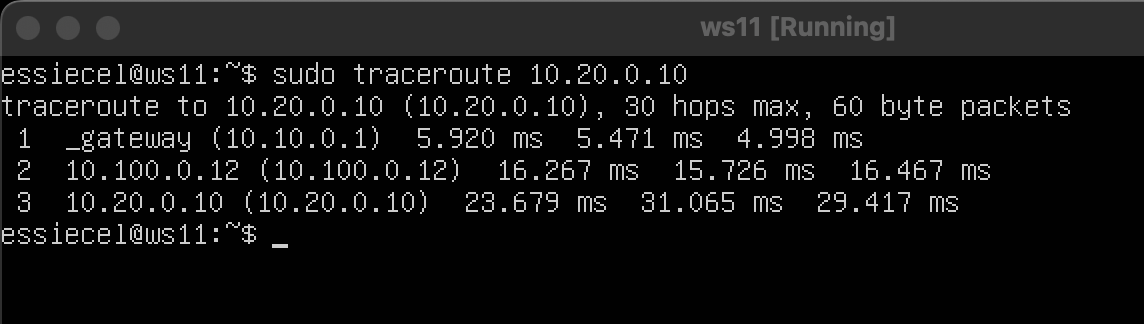 ws11 [Running]
essiecel@ws11:~$ sudo traceroute 10.20.0.10
traceroute to 10.20.0.10 (10.20.0.10), 30 hops max, 60 byte packets
 1  _gateway (10.10.0.1)  5.920 ms  5.471 ms  4.998 ms
 2  10.100.0.12 (10.100.0.12)  16.267 ms  15.726 ms  16.467 ms
 3  10.20.0.10 (10.20.0.10)  23.679 ms  31.065 ms  29.417 ms
essiecel@ws11:~$ _